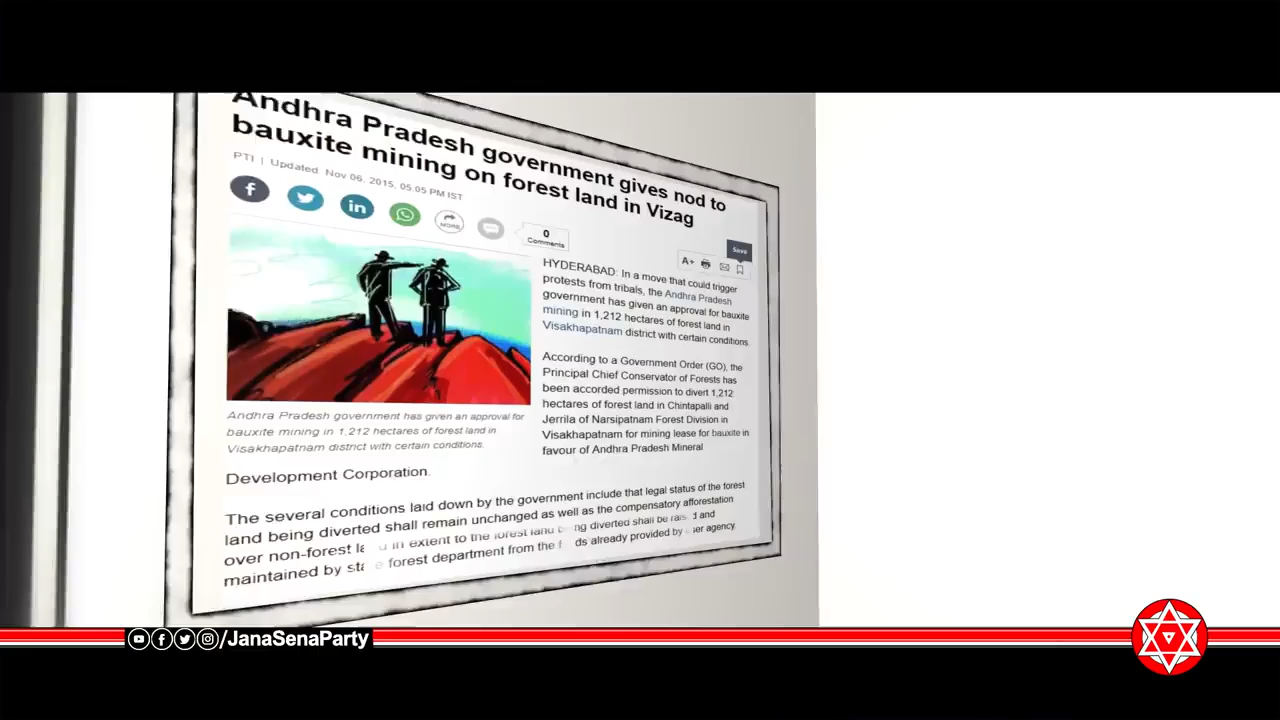 Andhra Pradesh government gives nod to
bauxite mining on forest land in Vizag
PTI | Updated Nov 06, 2015, 05.05 PM IST
MORE
0
Comments
Save
A+
HYDERABAD: In a move that could trigger
protests from tribals, the Andhra Pradesh
government has given an approval for bauxite
mining in 1,212 hectares of forest land in
Visakhapatnam district with certain conditions.
According to a Government Order (GO), the
Principal Chief Conservator of Forests has
been accorded permission to divert 1,212
hectares of forest land in Chintapalli and
Jerrila of Narsipatnam Forest Division in
Visakhapatnam for mining lease for bauxite in
favour of Andhra Pradesh Mineral
Andhra Pradesh government has given an approval for
bauxite mining in 1,212 hectares of forest land in
Visakhapatnam district with certain conditions.
Development Corporation.
The several conditions laid down by the government include that legal status of the forest
land being diverted shall remain unchanged as well as the compensatory afforestation
over non-forest in extent to the forest land being diverted shall be raised and
maintained by forest department from the already provided by user agency
/JanaSenaParty